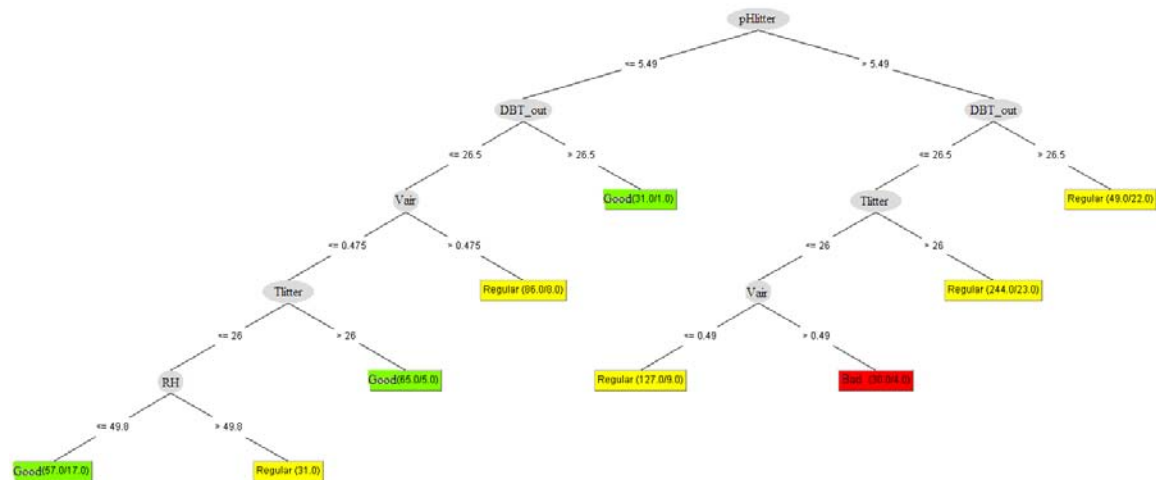 pHlitter
<= 5.49
> 5.49
DBT_out
DBT_out
<= 26.5
> 26.5
<= 26.5
> 26.5
Vair
Good(31.0/1.0)
Tlitter
Regular (49.0/22.0)
<= 0.475
> 0.475
<= 26
> 26
Tlitter
Regular (86.0/8.0)
Vair
Regular (244.0/23.0)
<= 26
> 26
<= 0.49
> 0.49
RH
Good(65.0/5.0)
Regular (127.0/9.0)
Bad
<= 49.8
> 49.8
Good(57.0/17.0)
Regular (31.0)